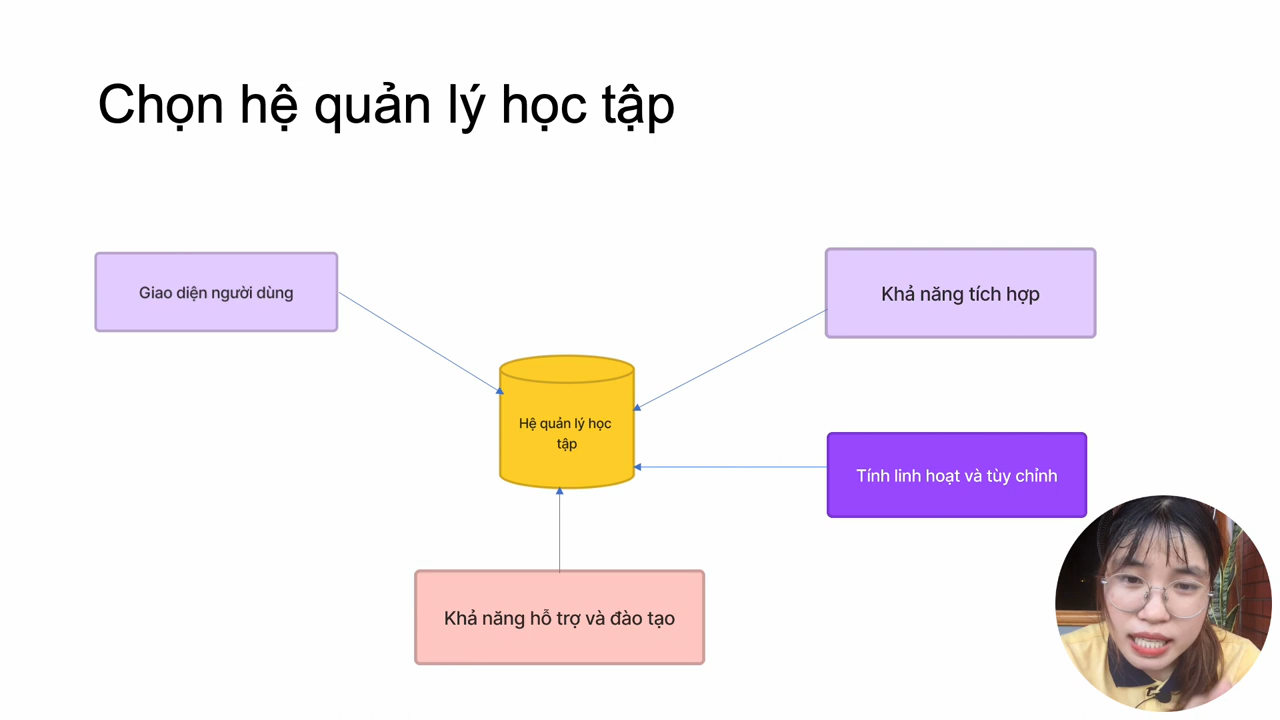 Chọn hệ quản lý học tập
Giao diện người dùng
Khả năng tích hợp
Hệ quản lý học
tập
Tính linh hoạt và tùy chỉnh
Khả năng hỗ trợ và đào tạo